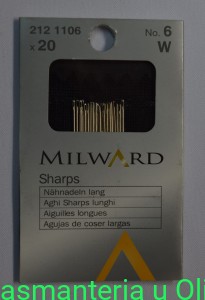 212 1106
x 20
No. 6
W
MILWARD
Sharps
Nähnadeln lang
Aghi Sharps lunghi
Aiguilles longues
Agujas de coser largas
asmanteria u Oli